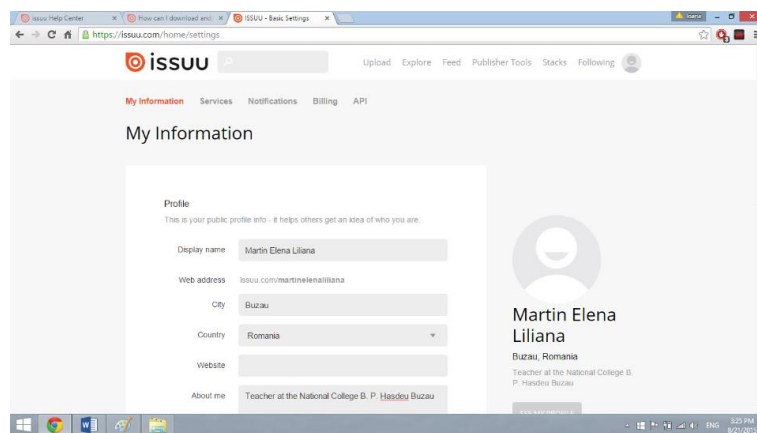 issuu Help Center
How can I download and
ISSUU - Basic Settings
Ioana
https://issuu.com/home/settings
issuu
Upload Explore Feed Publisher Tools Stacks Following
My Information Services Notifications Billing API
My Information
Profile
This is your public profile info - it helps others get an idea of who you are.
Display name Martin Elena Liliana
Web address issuu.com/martinelenaliliana
City Buzau
Country Romania
Website
About me Teacher at the National College B. P. Hasdeu Buzau
Martin Elena
Liliana
Buzau, Romania
Teacher at the National College B.
P. Hasdeu Buzau
SEE MY PROFILE
ENG
3:25 PM